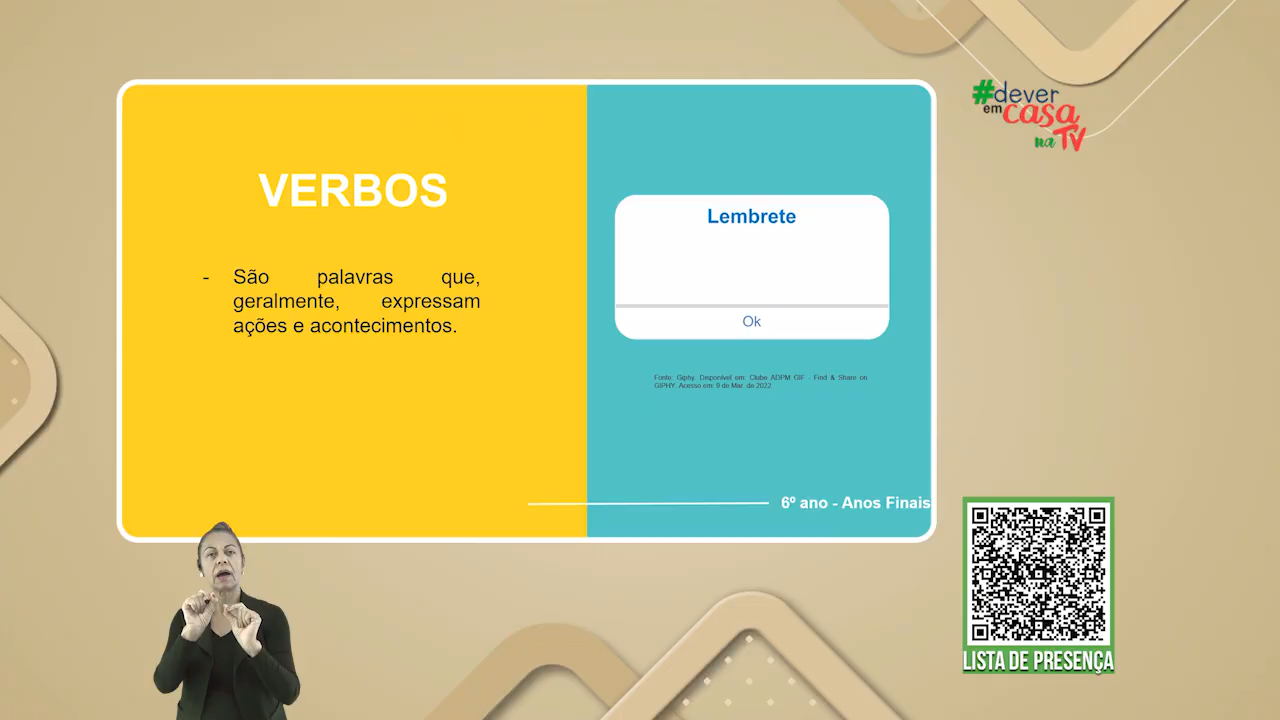 #dever
em casa
na TV
VERBOS
- São palavras que,
geralmente, expressam
ações e acontecimentos.
Lembrete
Ok
Fonte: Giphy. Disponível em: Clube ADPM GIF - Find & Share on
GIPHY. Acesso em: 9 de Mar. de 2022.
6º ano - Anos Finais
LISTA DE PRESENÇA